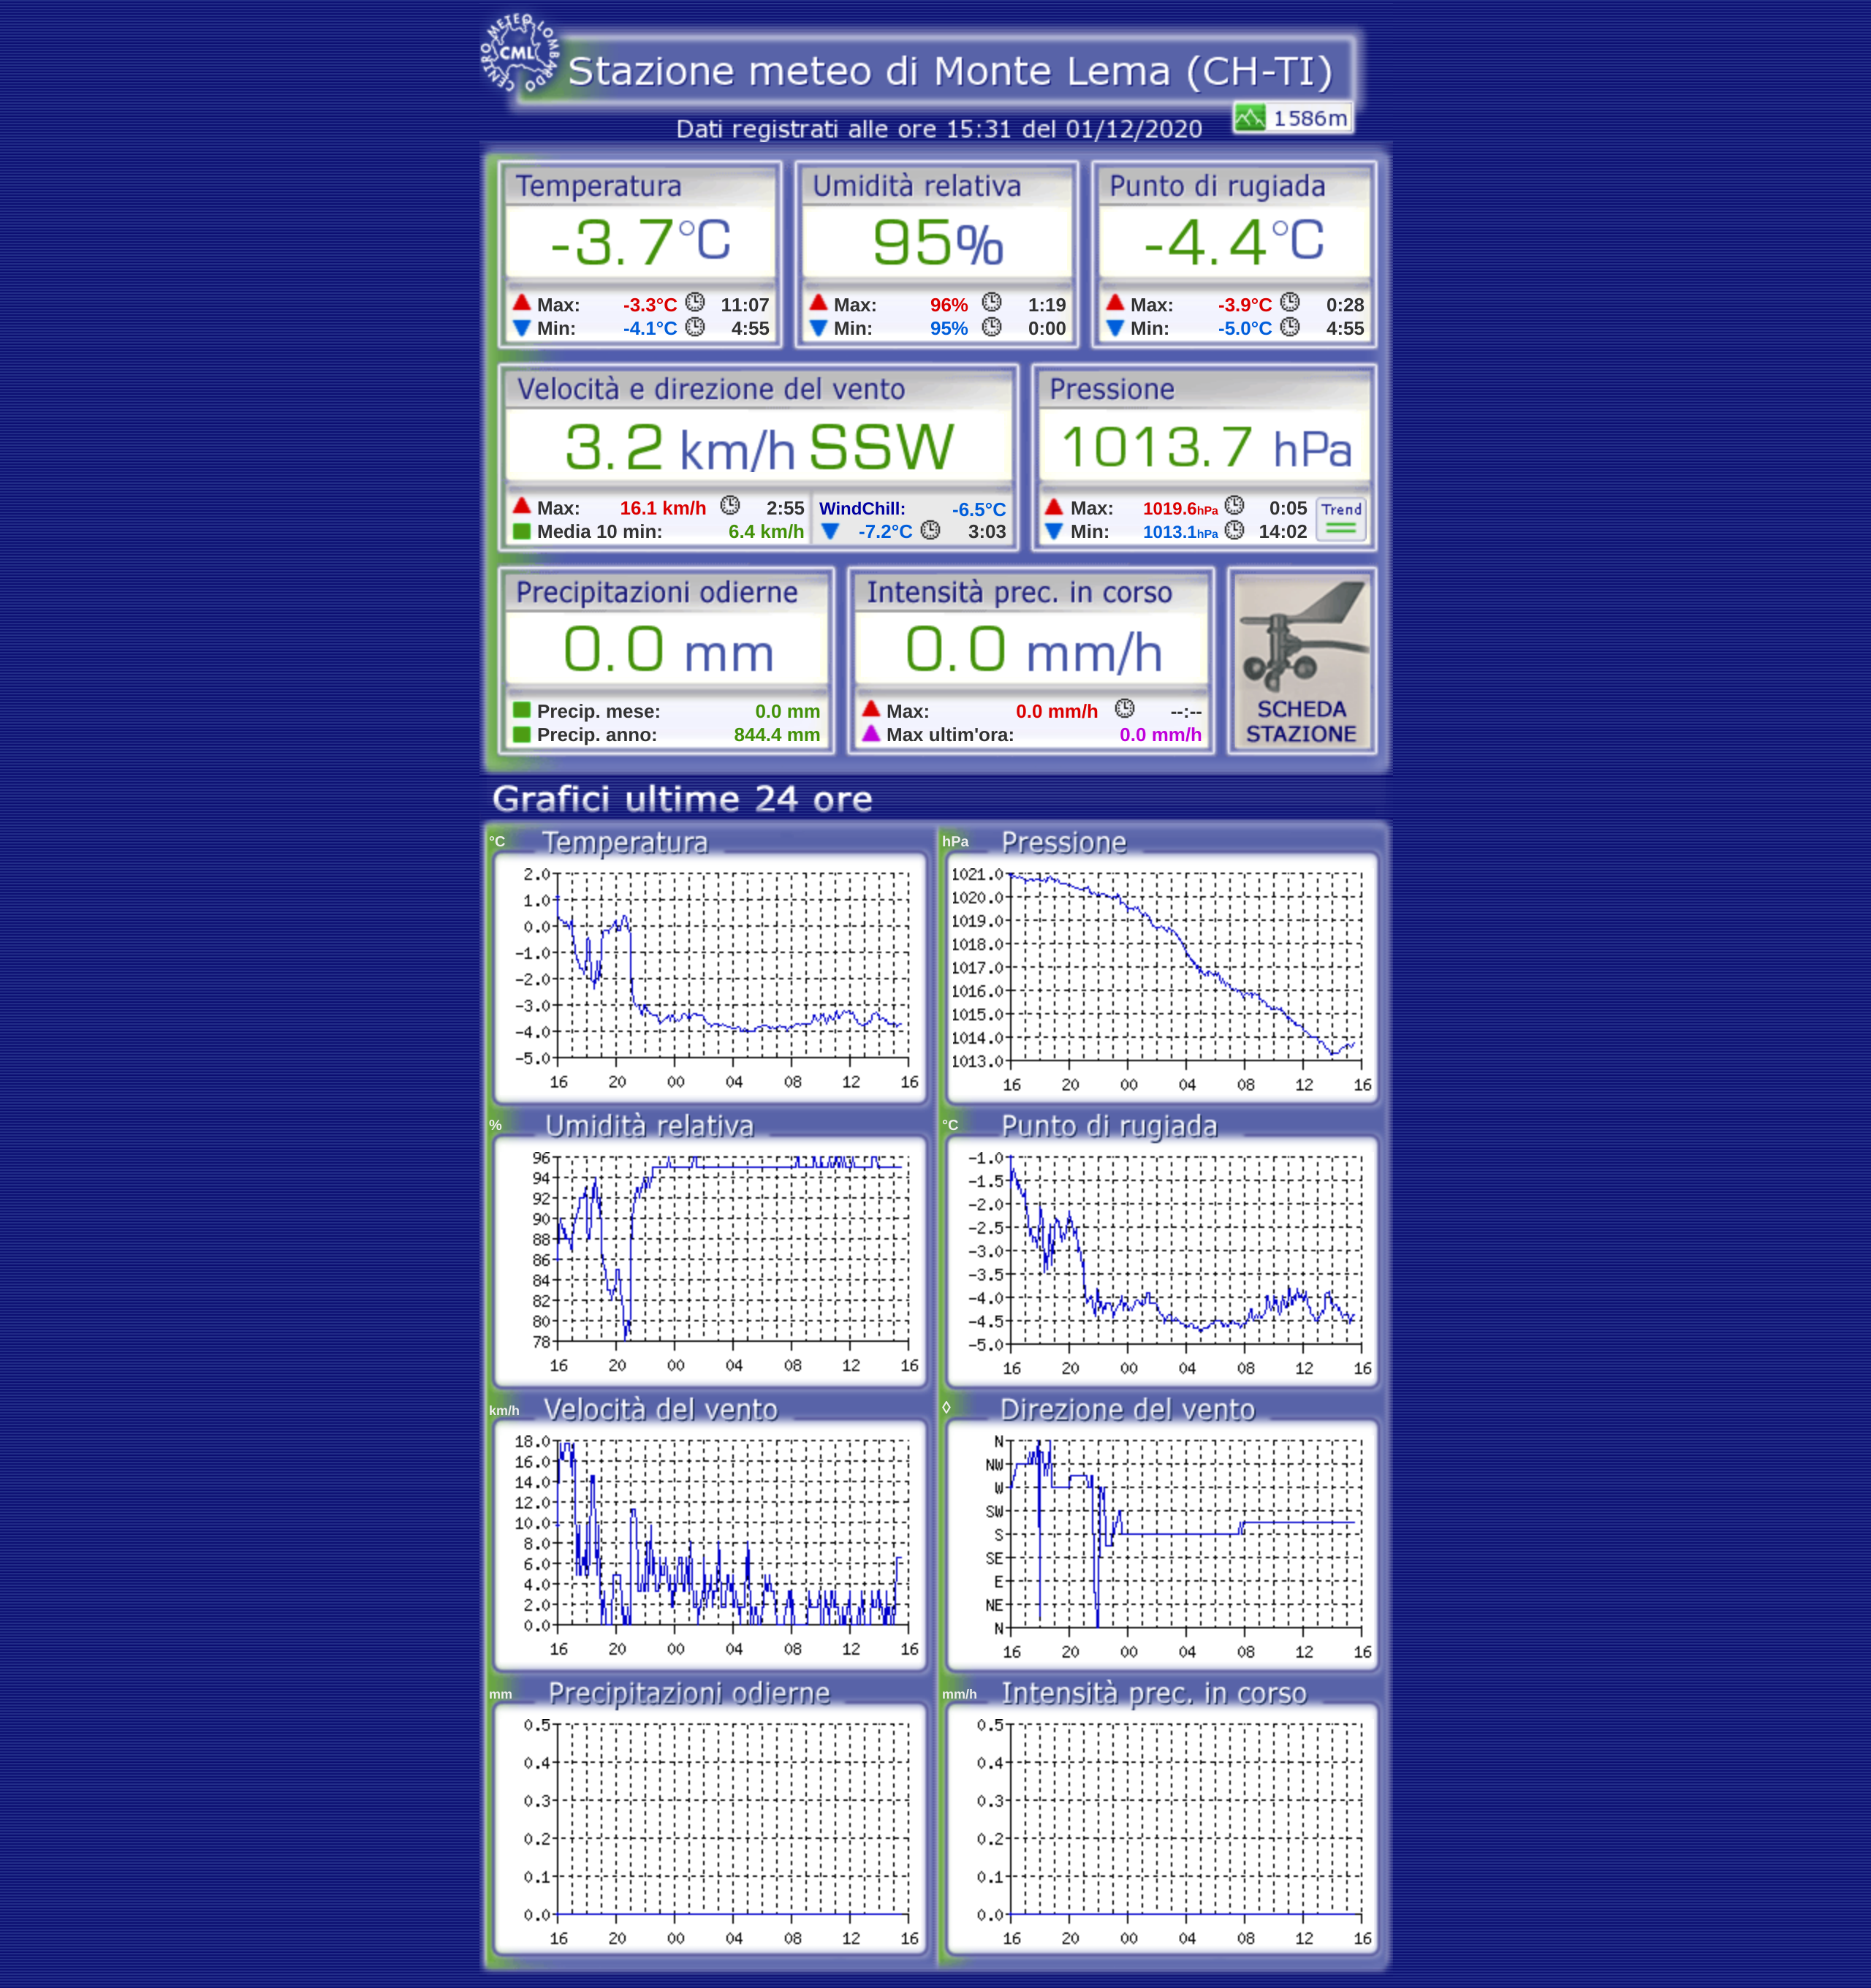 CENTRO METEO LOMBARDO
CML
Stazione meteo di Monte Lema (CH-TI)
1586m
Dati registrati alle ore 15:31 del 01/12/2020
Temperatura
-3.7°C
Max: -3.3°C 11:07
Min: -4.1°C 4:55
Umidità relativa
95%
Max: 96% 1:19
Min: 95% 0:00
Punto di rugiada
-4.4°C
Max: -3.9°C 0:28
Min: -5.0°C 4:55
Velocità e direzione del vento
3.2 km/h SSW
Max: 16.1 km/h 2:55
Media 10 min: 6.4 km/h
WindChill: -6.5°C
-7.2°C 3:03
Pressione
1013.7 hPa
Max: 1019.6hPa 0:05
Min: 1013.1hPa 14:02
Trend
Precipitazioni odierne
0.0 mm
Precip. mese: 0.0 mm
Precip. anno: 844.4 mm
Intensità prec. in corso
0.0 mm/h
Max: 0.0 mm/h --:--
Max ultim'ora: 0.0 mm/h
SCHEDA
STAZIONE
Grafici ultime 24 ore
°C Temperatura
2.0
1.0
0.0
-1.0
-2.0
-3.0
-4.0
-5.0
16 20 00 04 08 12 16
hPa Pressione
1021.0
1020.0
1019.0
1018.0
1017.0
1016.0
1015.0
1014.0
1013.0
16 20 00 04 08 12 16
% Umidità relativa
96
94
92
90
88
86
84
82
80
78
16 20 00 04 08 12 16
°C Punto di rugiada
-1.0
-1.5
-2.0
-2.5
-3.0
-3.5
-4.0
-4.5
-5.0
16 20 00 04 08 12 16
km/h Velocità del vento
18.0
16.0
14.0
12.0
10.0
8.0
6.0
4.0
2.0
0.0
16 20 00 04 08 12 16
◊ Direzione del vento
N
NW
W
SW
S
SE
E
NE
N
16 20 00 04 08 12 16
mm Precipitazioni odierne
0.5
0.4
0.3
0.2
0.1
0.0
16 20 00 04 08 12 16
mm/h Intensità prec. in corso
0.5
0.4
0.3
0.2
0.1
0.0
16 20 00 04 08 12 16